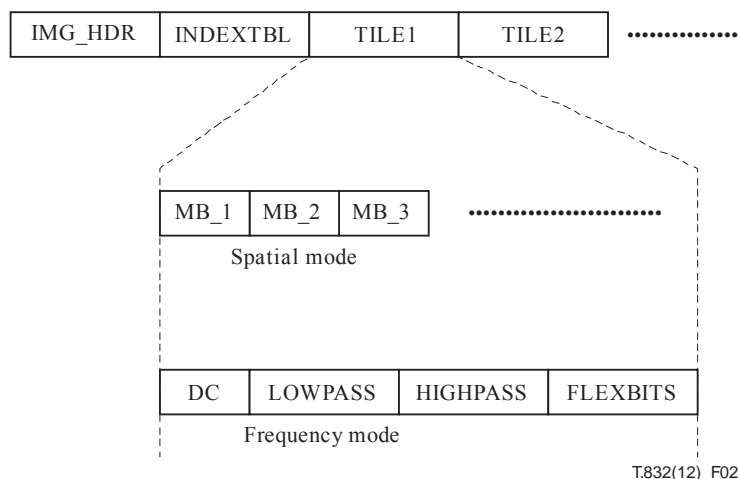 IMG_HDR INDEXTBL TILE1 TILE2
MB_1 MB_2 MB_3
Spatial mode
DC LOWPASS HIGHPASS FLEXBITS
Frequency mode
T.832(12)_F02